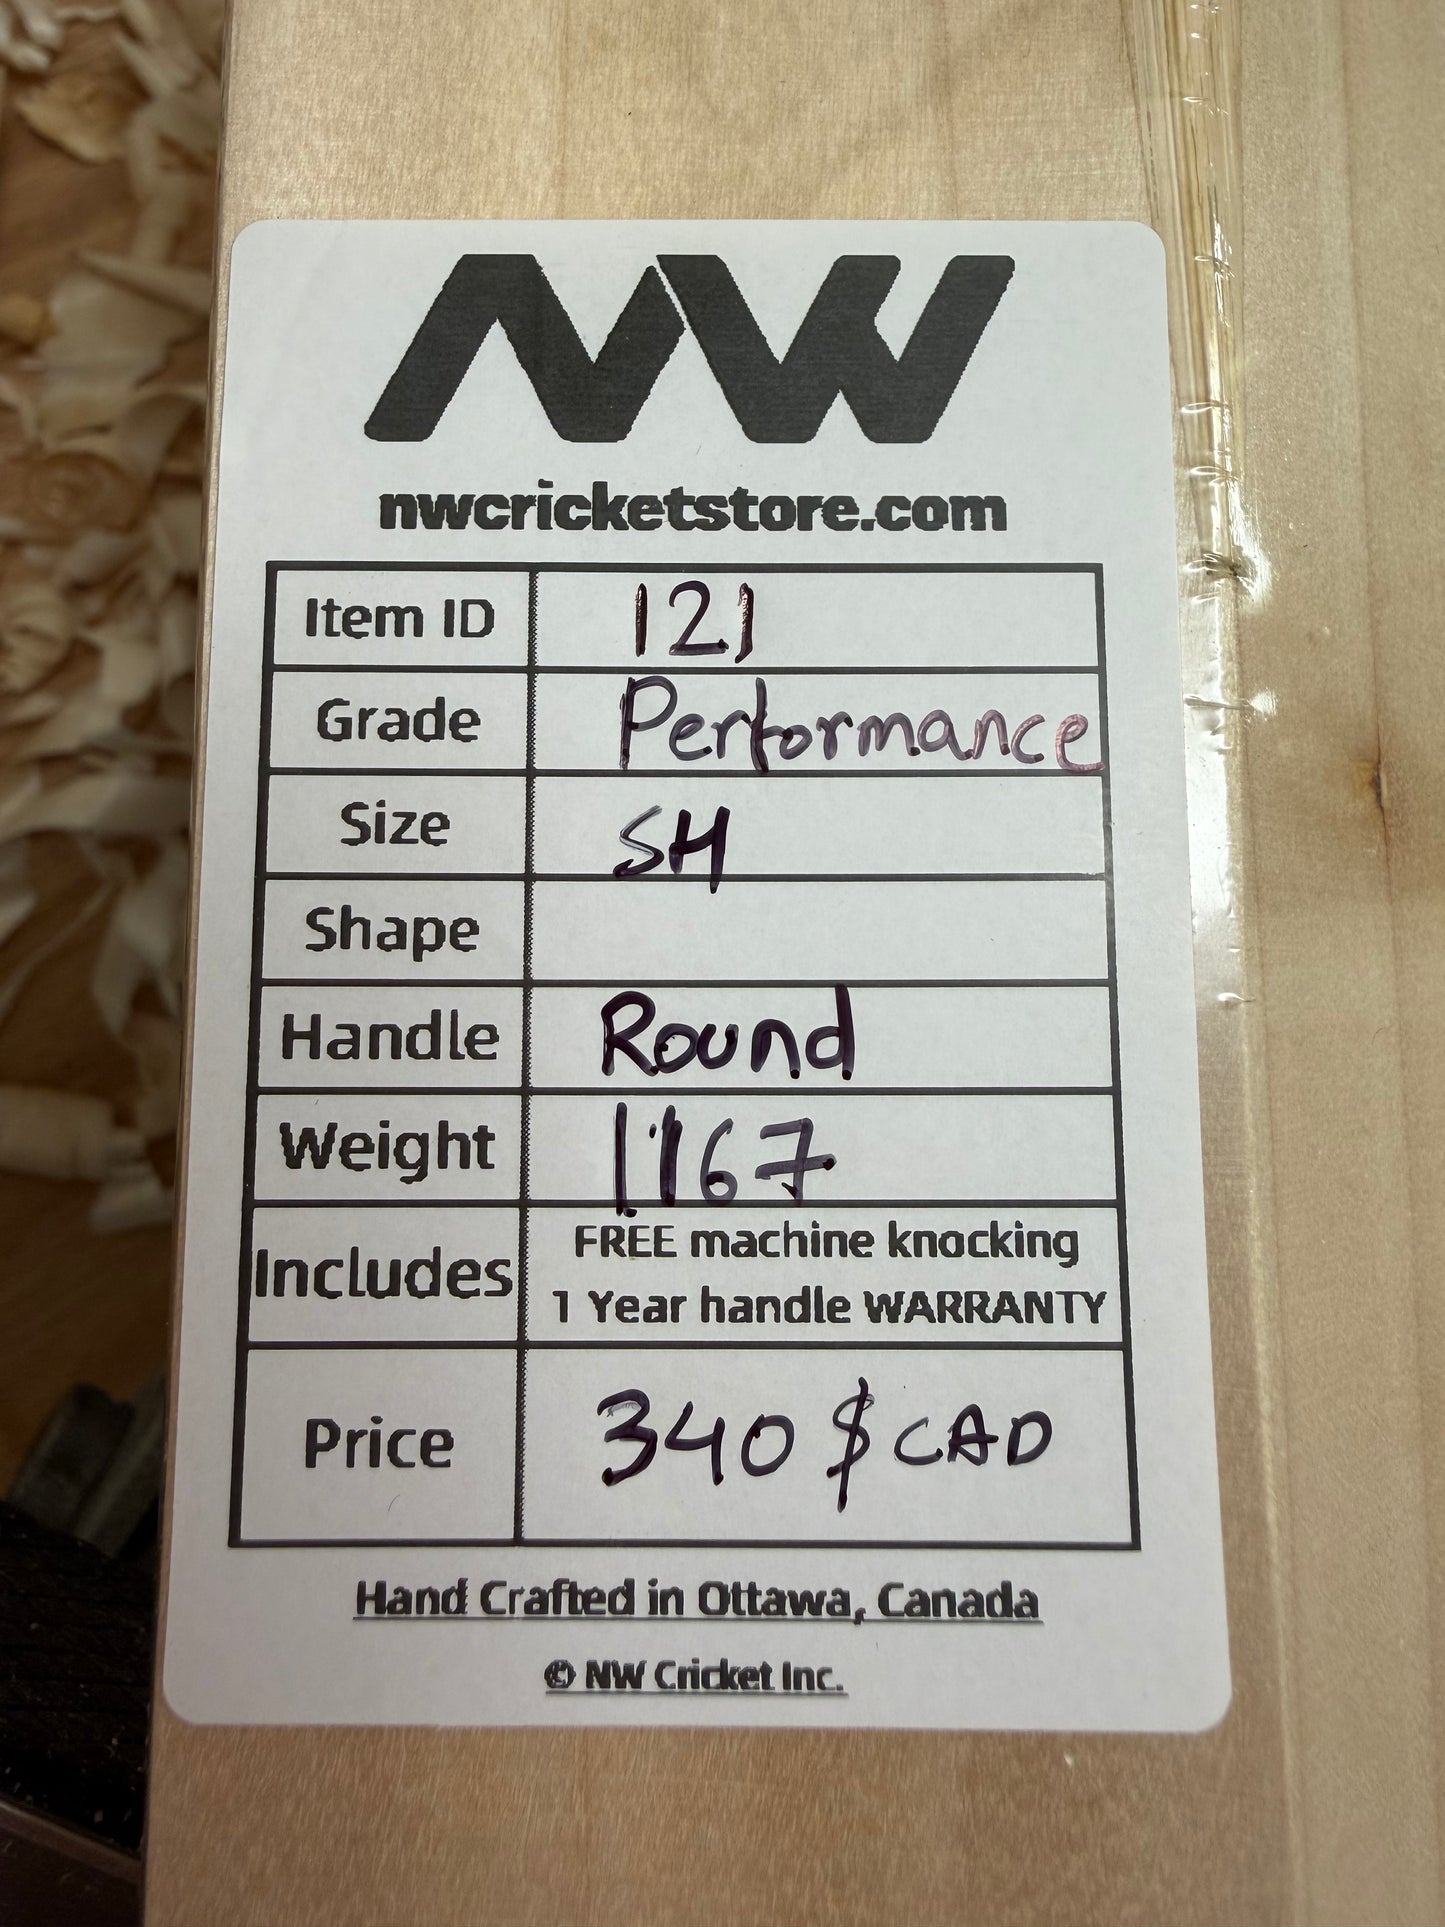 NW
nwcricketstore.com
Item ID 121
Grade Performance
Size SH
Shape
Handle Round
Weight 1167
Includes FREE machine knocking
1 Year handle WARRANTY
Price 340 $ CAD
Hand Crafted in Ottawa, Canada
© NW Cricket Inc.